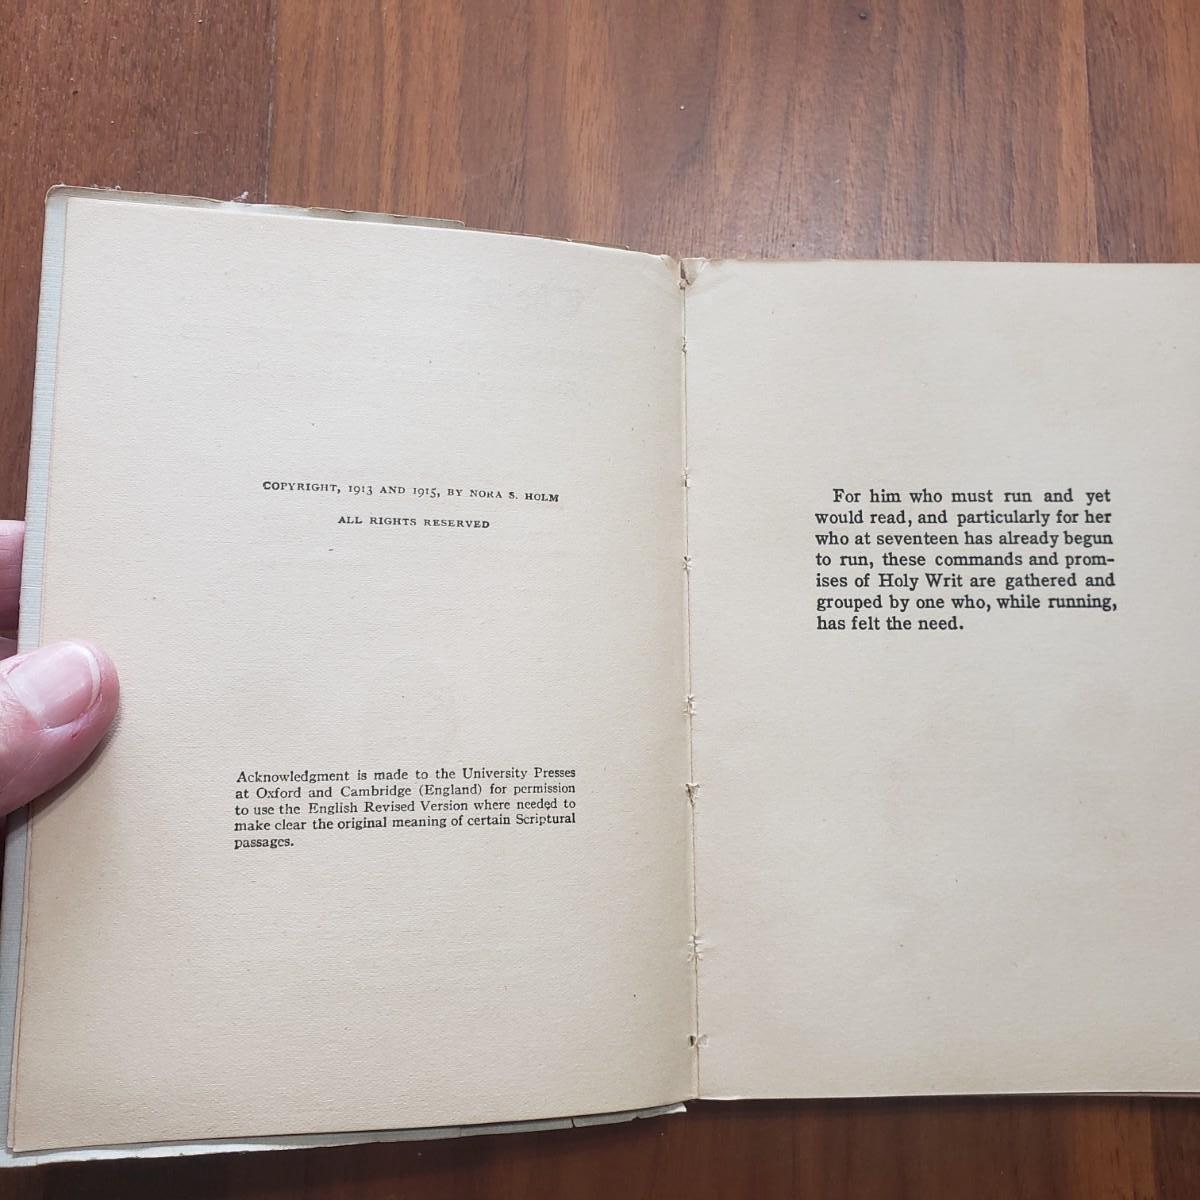 COPYRIGHT, 1913 AND 1915, BY NORA S. HOLM
ALL RIGHTS RESERVED
Acknowledgment is made to the University Presses
at Oxford and Cambridge (England) for permission
to use the English Revised Version where needed to
make clear the original meaning of certain Scriptural
passages.
For him who must run and yet
would read, and particularly for her
who at seventeen has already begun
to run, these commands and prom-
ises of Holy Writ are gathered and
grouped by one who, while running,
has felt the need.